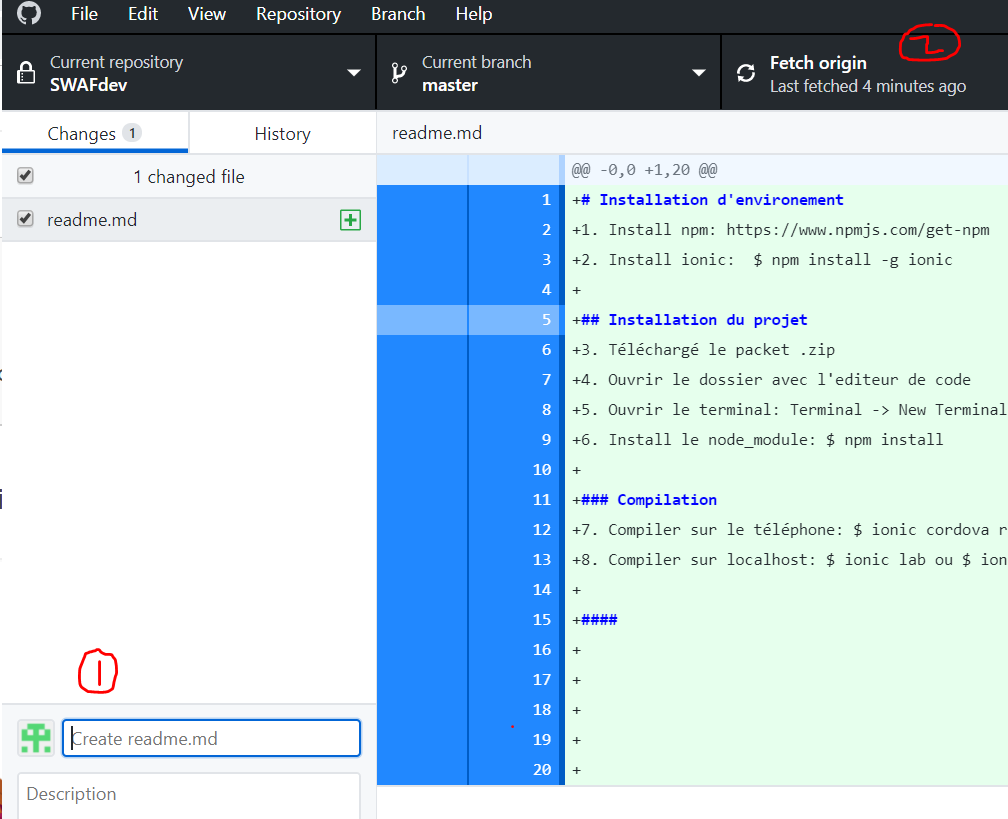 File Edit View Repository Branch Help
Current repository
SWAFdev
Current branch
master
2
Fetch origin
Last fetched 4 minutes ago
Changes 1
History
readme.md
1 changed file
readme.md
@@ -0,0 +1,20 @@
1 +# Installation d'environement
2 +1. Install npm: https://www.npmjs.com/get-npm
3 +2. Install ionic:  $ npm install -g ionic
4 +
5 +## Installation du projet
6 +3. Téléchargé le packet .zip
7 +4. Ouvrir le dossier avec l'editeur de code
8 +5. Ouvrir le terminal: Terminal -> New Terminal
9 +6. Install le node_module: $ npm install
10 +
11 +### Compilation
12 +7. Compiler sur le téléphone: $ ionic cordova r
13 +8. Compiler sur localhost: $ ionic lab ou $ ion
14 +
15 +####
16 +
17 +
18 +
19 +
20 +
1
Create readme.md
Description